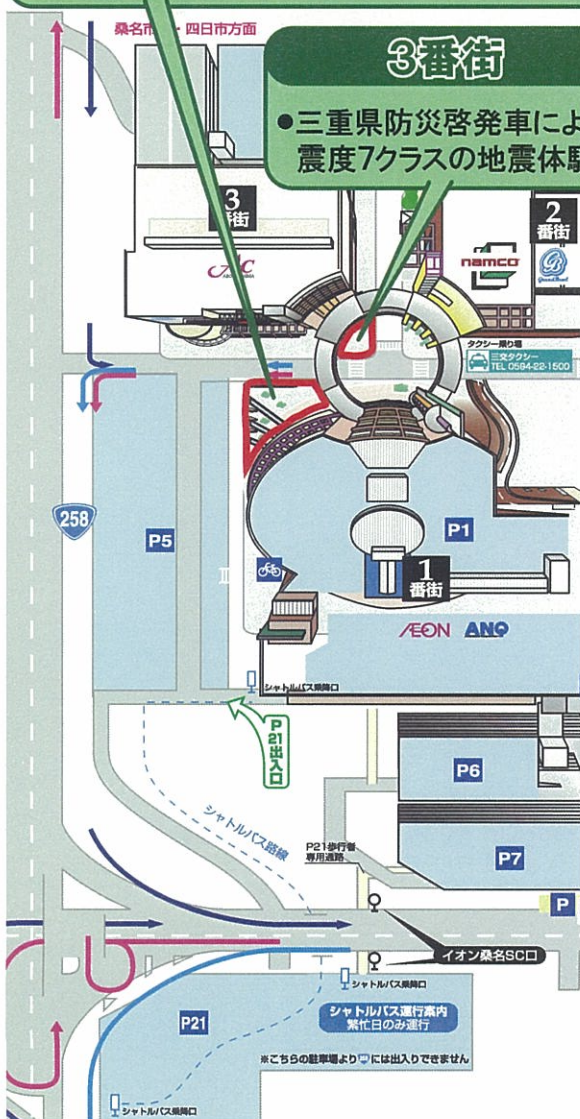 桑名市
・四日市方面
3番街
●三重県防災啓発車によ
震度7クラスの地震体験
3
番街
2
番街
namco
タクシー乗り場
三交タクシー
TEL 0594-22-1500
258
P5
P1
1
番街
ÆON ANQ
シャトルバス乗降口
P21出入口
P6
シャトルバス路線
P21歩行者
専用通路
P7
P
イオン桑名SC口
シャトルバス乗降口
P21
シャトルバス運行案内
繁忙日のみ運行
※こちらの駐車場より には出入りできません
シャトルバス乗降口